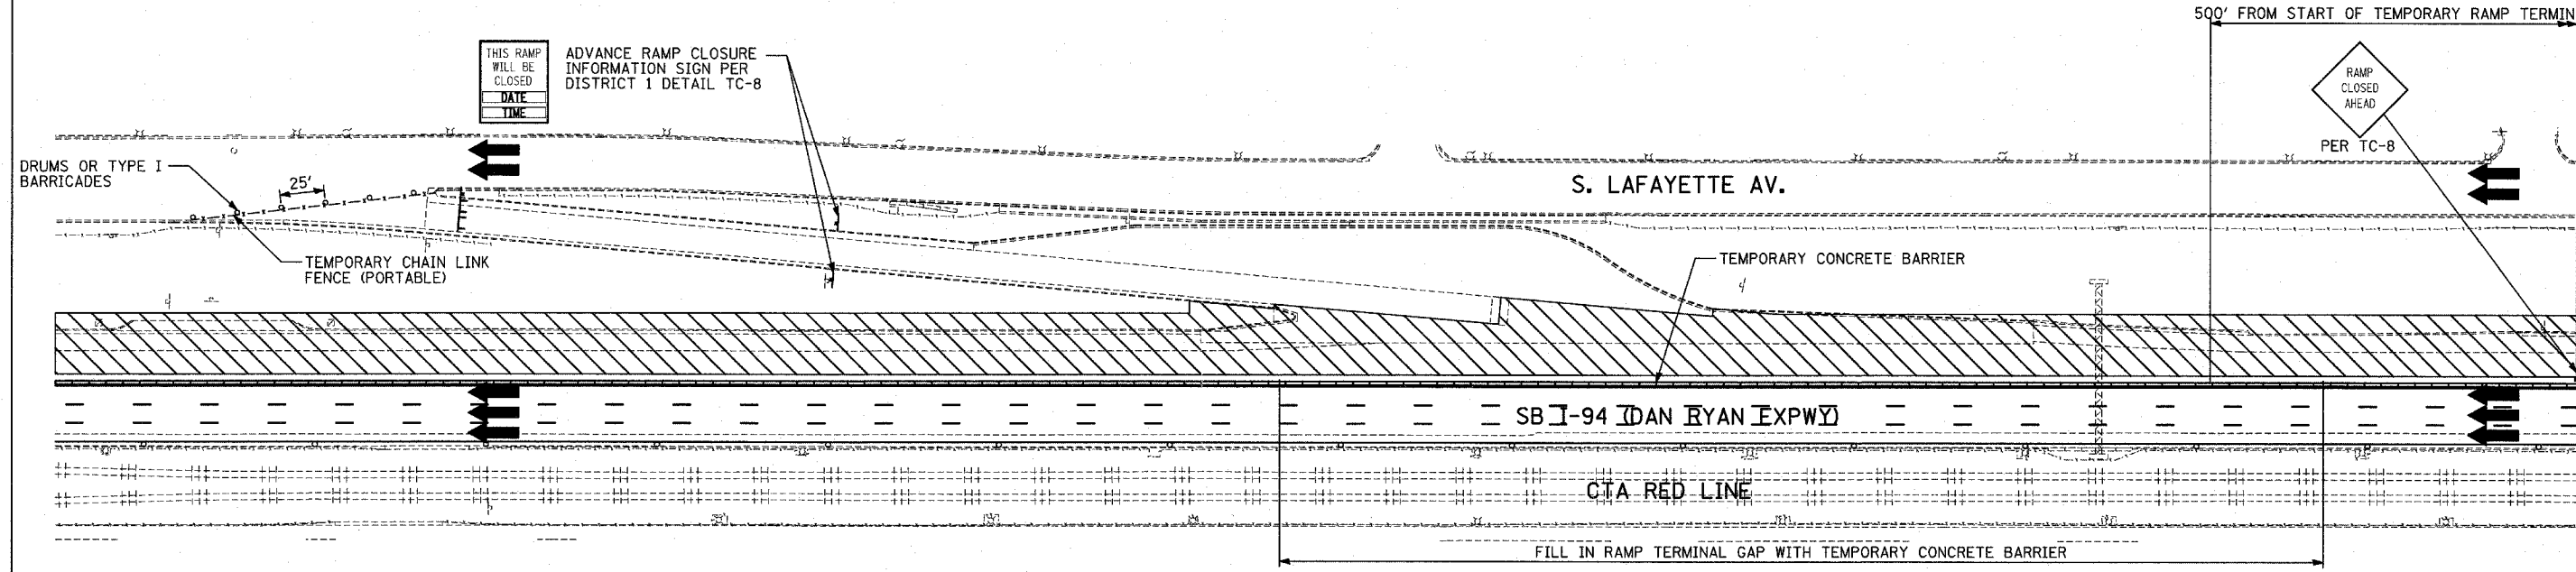 500' FROM START OF TEMPORARY RAMP TERMIN
THIS RAMP
WILL BE
CLOSED
DATE
TIME
ADVANCE RAMP CLOSURE
INFORMATION SIGN PER
DISTRICT 1 DETAIL TC-8
RAMP
CLOSED
AHEAD
PER TC-8
DRUMS OR TYPE I
BARRICADES
25'
S. LAFAYETTE AV.
TEMPORARY CHAIN LINK
FENCE (PORTABLE)
TEMPORARY CONCRETE BARRIER
SB I-94 (DAN RYAN EXPWY)
CTA RED LINE
FILL IN RAMP TERMINAL GAP WITH TEMPORARY CONCRETE BARRIER